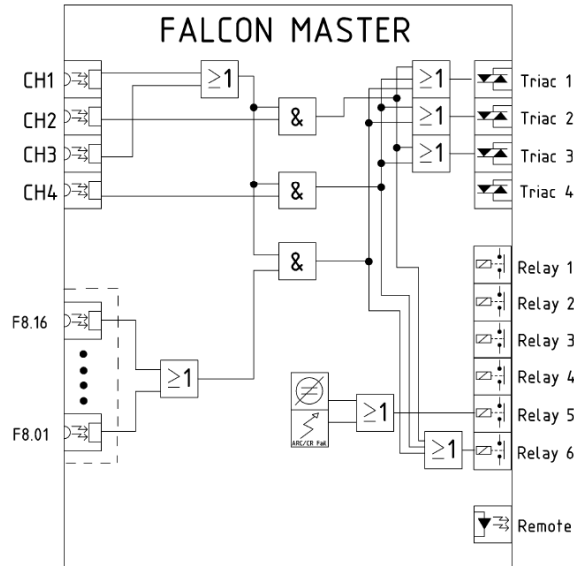 FALCON MASTER
CH1
≥1
≥1
Triac 1
CH2
&
≥1
Triac 2
CH3
≥1
Triac 3
CH4
&
Triac 4
&
Relay 1
Relay 2
F8.16
Relay 3
≥1
Relay 4
≥1
Relay 5
F8.01
ARC/CR Fail
≥1
Relay 6
Remote